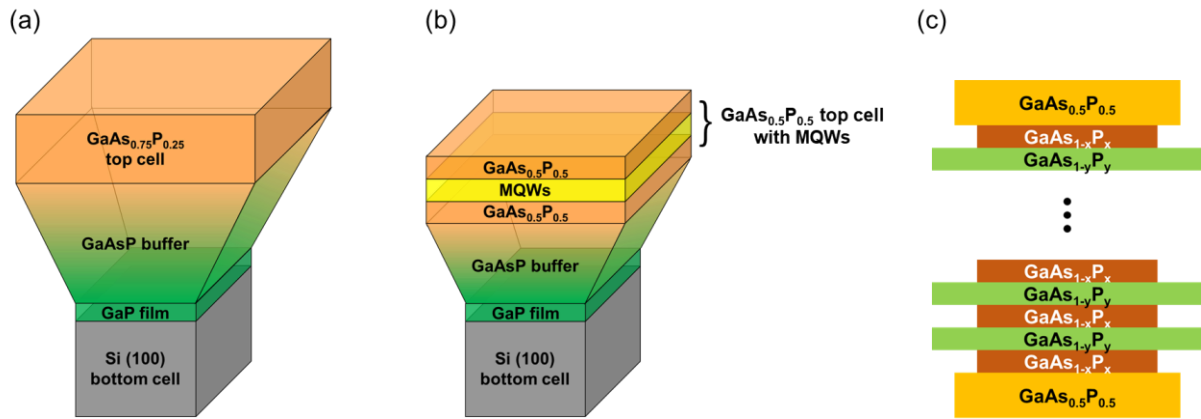 (a)
GaAs₀.₇₅P₀.₂₅
top cell
GaAsP buffer
GaP film
Si (100)
bottom cell
(b)
GaAs₀.₅P₀.₅
MQWs
GaAs₀.₅P₀.₅
GaAsP buffer
GaP film
Si (100)
bottom cell
GaAs₀.₅P₀.₅ top cell
with MQWs
(c)
GaAs₀.₅P₀.₅
GaAs₁₋ₓPₓ
GaAs₁₋yPy
GaAs₁₋ₓPₓ
GaAs₁₋yPy
GaAs₁₋ₓPₓ
GaAs₁₋yPy
GaAs₁₋ₓPₓ
GaAs₀.₅P₀.₅